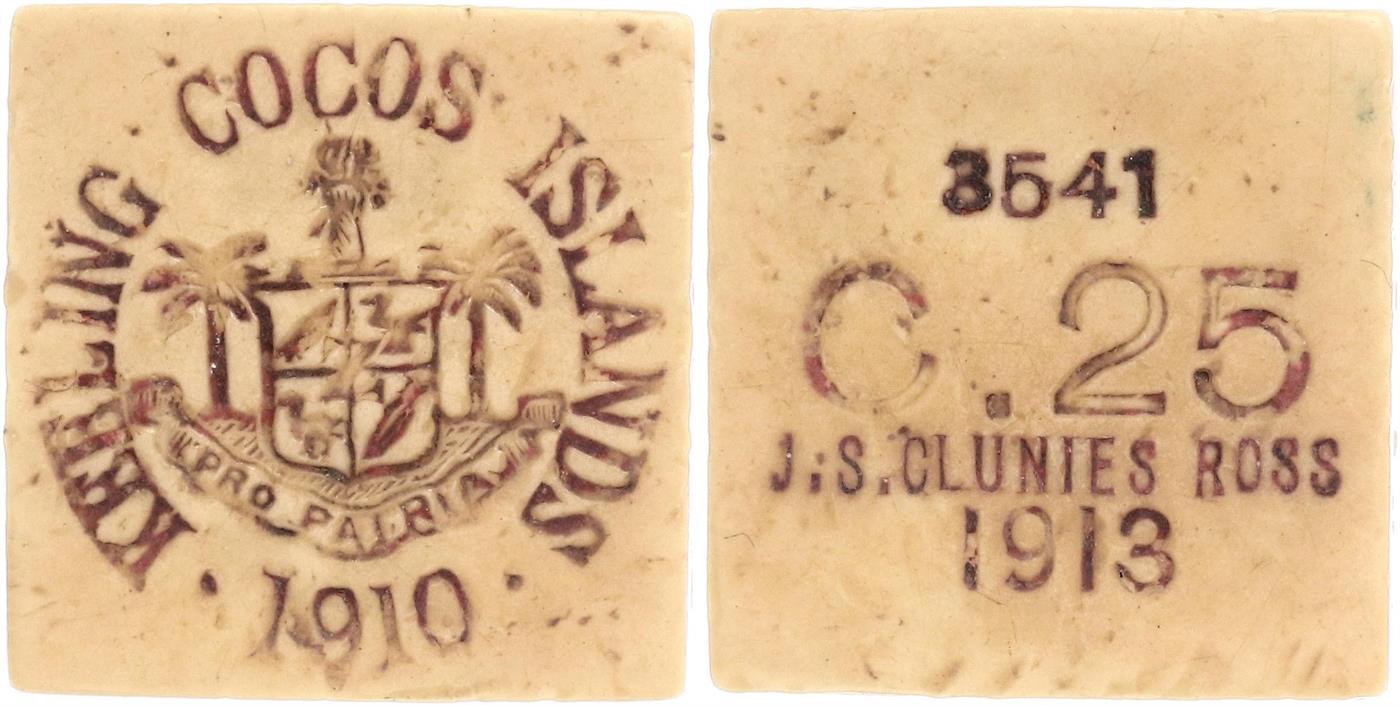 KEELING COCOS ISLANDS
PRO PATRIA
· 1910 ·
3541
C.25
J.S.CLUNIES ROSS
1913